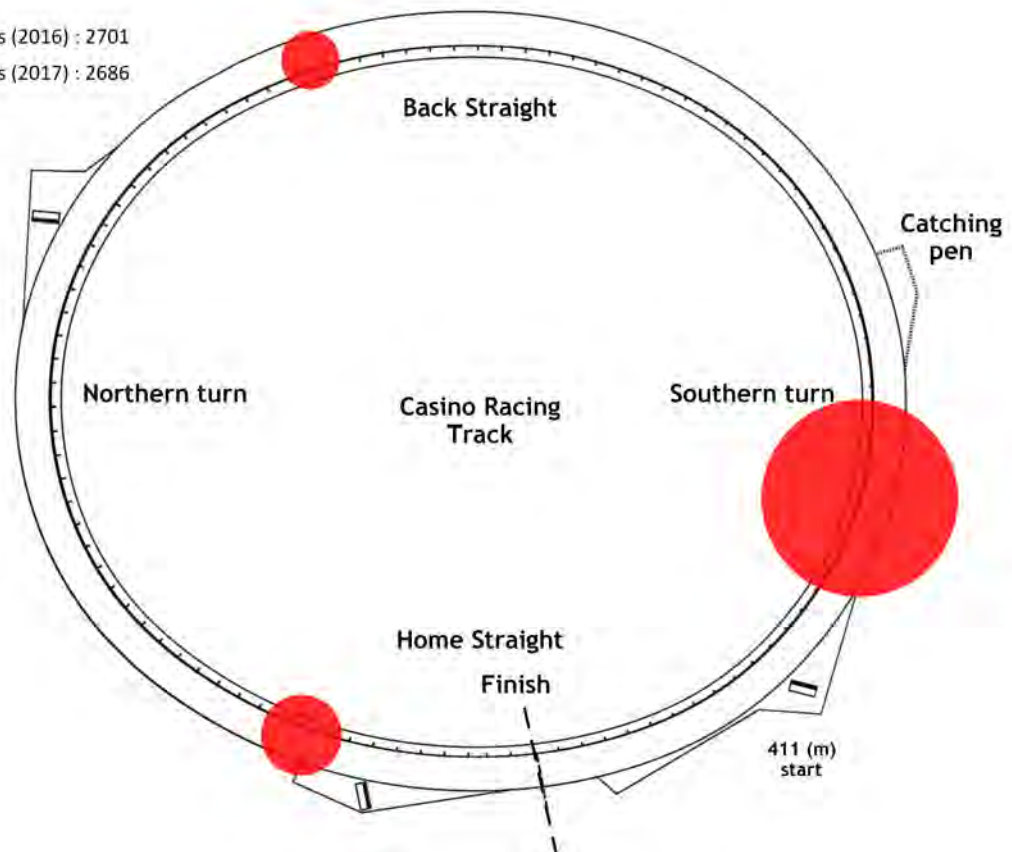 s (2016) : 2701
s (2017) : 2686
Back Straight
Catching
pen
Northern turn
Casino Racing
Track
Southern turn
Home Straight
Finish
411 (m)
start